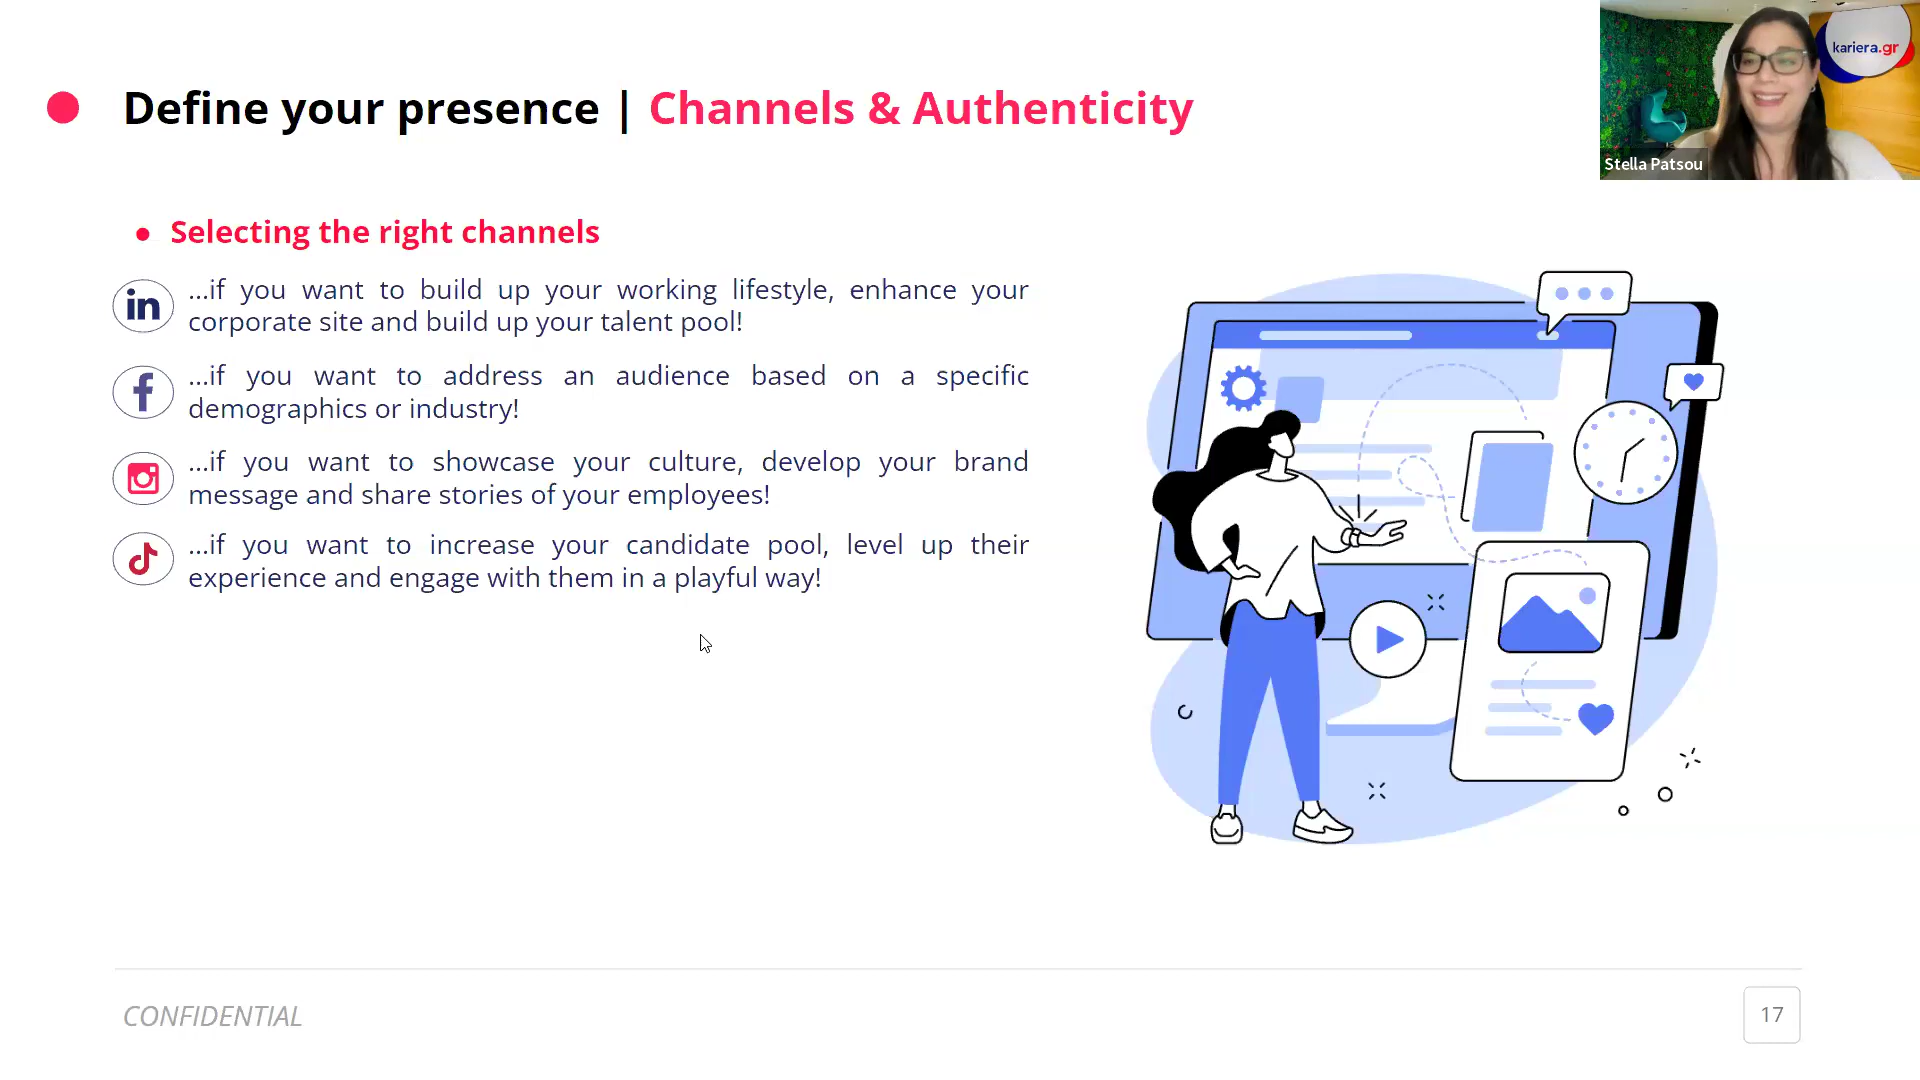 Define your presence | Channels & Authenticity
kariera.gr
Stella Patsou
Selecting the right channels
in ...if you want to build up your working lifestyle, enhance your
corporate site and build up your talent pool!
f ...if you want to address an audience based on a specific
demographics or industry!
...if you want to showcase your culture, develop your brand
message and share stories of your employees!
...if you want to increase your candidate pool, level up their
experience and engage with them in a playful way!
CONFIDENTIAL
17